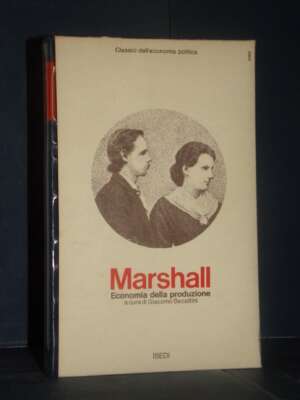 Classici dell'economia politica
Marshall
Economia della produzione
a cura di Giacomo Becattini
ISEDI